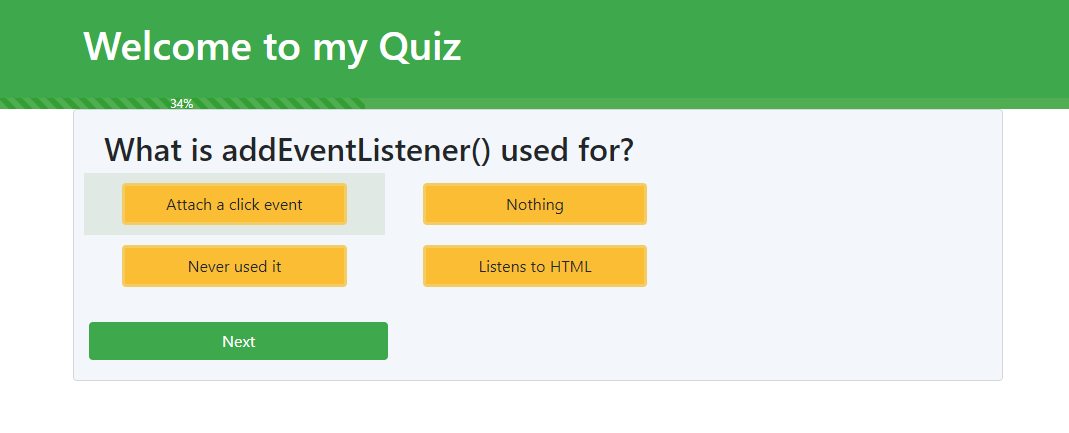 Welcome to my Quiz
34%
What is addEventListener() used for?
Attach a click event
Nothing
Never used it
Listens to HTML
Next